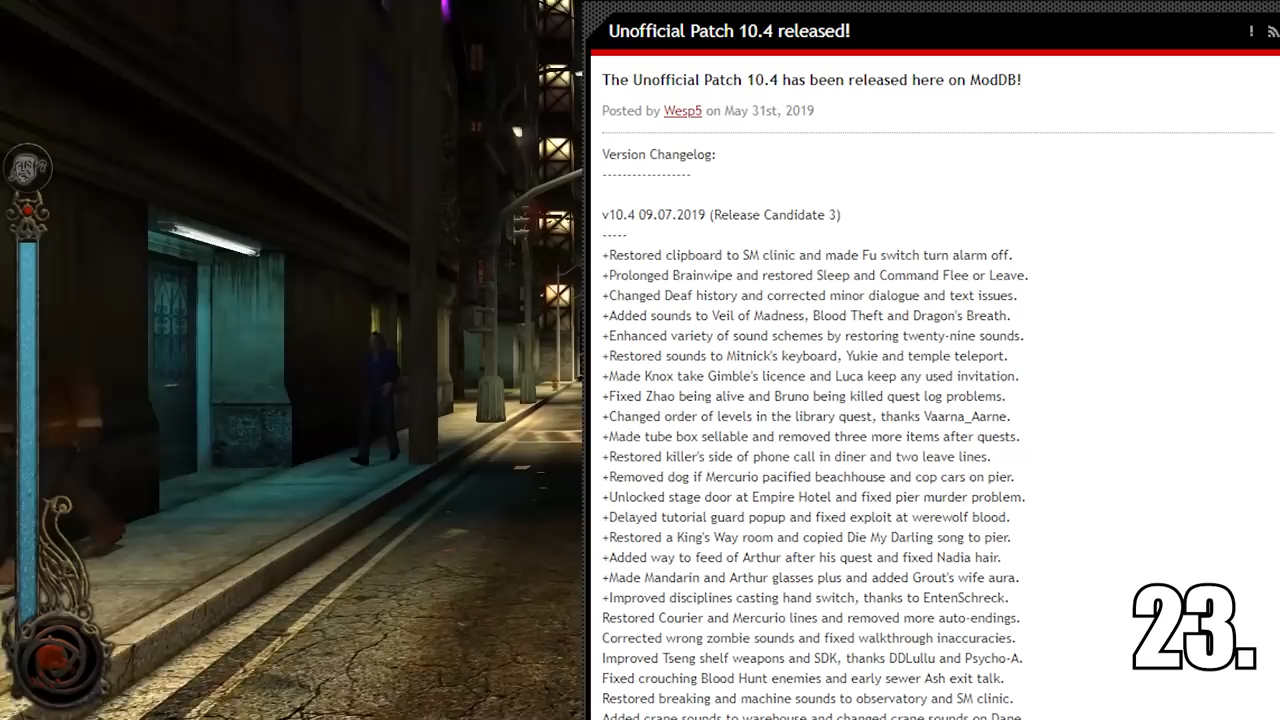 Unofficial Patch 10.4 released!
The Unofficial Patch 10.4 has been released here on ModDB!
Posted by Wesp5 on May 31st, 2019
Version Changelog:
------------------
v10.4 09.07.2019 (Release Candidate 3)
-----
+Restored clipboard to SM clinic and made Fu switch turn alarm off.
+Prolonged Brainwipe and restored Sleep and Command Flee or Leave.
+Changed Deaf history and corrected minor dialogue and text issues.
+Added sounds to Veil of Madness, Blood Theft and Dragon's Breath.
+Enhanced variety of sound schemes by restoring twenty-nine sounds.
+Restored sounds to Mitnick's keyboard, Yukie and temple teleport.
+Made Knox take Gimble's licence and Luca keep any used invitation.
+Fixed Zhao being alive and Bruno being killed quest log problems.
+Changed order of levels in the library quest, thanks Vaarna_Aarne.
+Made tube box sellable and removed three more items after quests.
+Restored killer's side of phone call in diner and two leave lines.
+Removed dog if Mercurio pacified beachhouse and cop cars on pier.
+Unlocked stage door at Empire Hotel and fixed pier murder problem.
+Delayed tutorial guard popup and fixed exploit at werewolf blood.
+Restored a King's Way room and copied Die My Darling song to pier.
+Added way to feed of Arthur after his quest and fixed Nadia hair.
+Made Mandarin and Arthur glasses plus and added Grout's wife aura.
+Improved disciplines casting hand switch, thanks to EntenSchreck.
Restored Courier and Mercurio lines and removed more auto-endings.
Corrected wrong zombie sounds and fixed walkthrough inaccuracies.
Improved Tseng shelf weapons and SDK, thanks DDLullu and Psycho-A.
Fixed crouching Blood Hunt enemies and early sewer Ash exit talk.
Restored breaking and machine sounds to observatory and SM clinic.
Added crane sounds to warehouse and changed crane sounds on Dane
23.